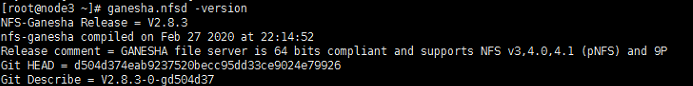 [root@node3 ~]# ganesha.nfsd -version
NFS-Ganesha Release = V2.8.3
nfs-ganesha compiled on Feb 27 2020 at 22:14:52
Release comment = GANESHA file server is 64 bits compliant and supports NFS v3,4.0,4.1 (pNFS) and 9P
Git HEAD = d504d374eab9237520becc95dd33ce9024e79926
Git Describe = V2.8.3-0-gd504d37